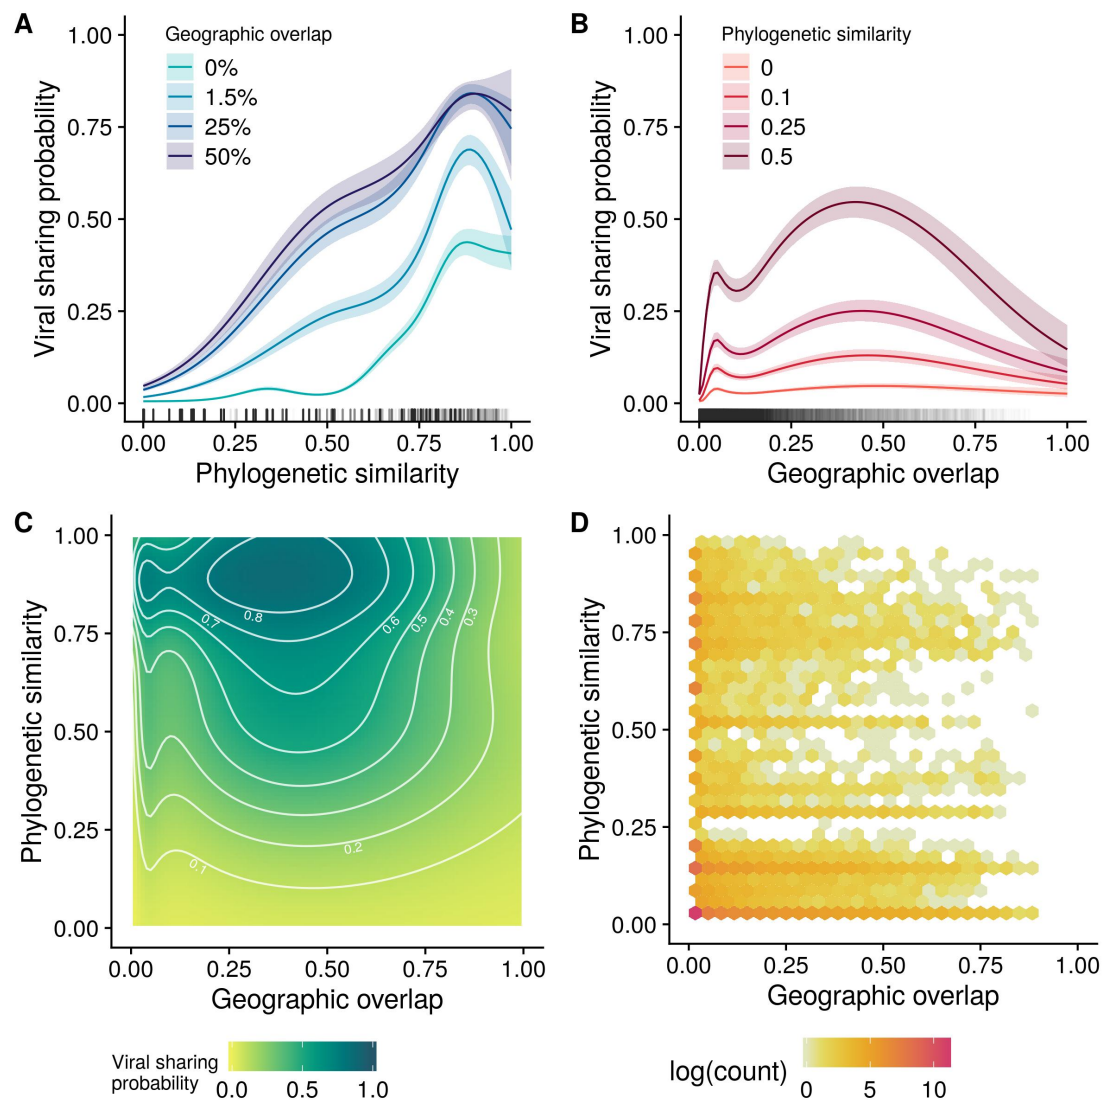 A
Geographic overlap
0%
1.5%
25%
50%
1.00
0.75
0.50
0.25
0.00
Viral sharing probability
0.00 0.25 0.50 0.75 1.00
Phylogenetic similarity
B
Phylogenetic similarity
0
0.1
0.25
0.5
1.00
0.75
0.50
0.25
0.00
Viral sharing probability
0.00 0.25 0.50 0.75 1.00
Geographic overlap
C
1.00
0.75
0.50
0.25
0.00
Phylogenetic similarity
0.8
0.7
0.6
0.5
0.4
0.3
0.2
0.1
0.00 0.25 0.50 0.75 1.00
Geographic overlap
Viral sharing
probability
0.0 0.5 1.0
D
1.00
0.75
0.50
0.25
0.00
Phylogenetic similarity
0.00 0.25 0.50 0.75 1.00
Geographic overlap
log(count)
0 5 10